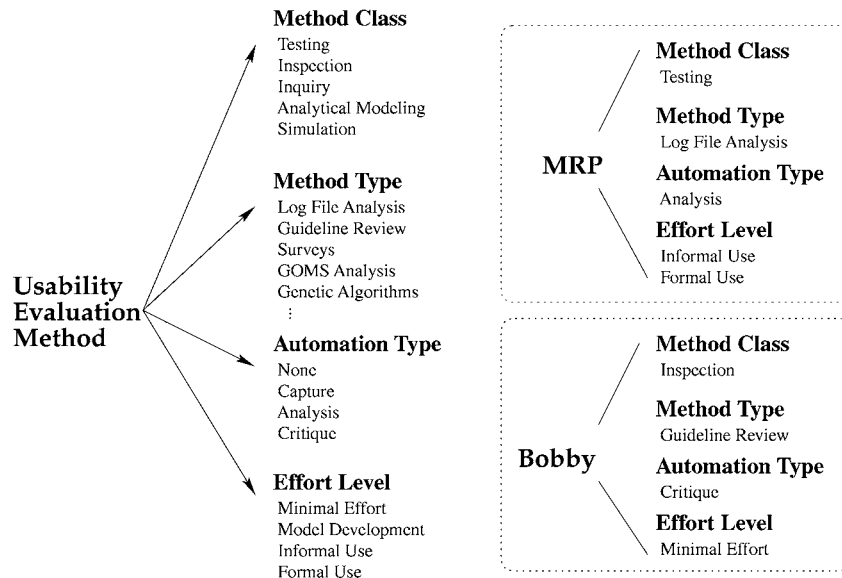 Usability
Evaluation
Method
Method Class
Testing
Inspection
Inquiry
Analytical Modeling
Simulation
Method Type
Log File Analysis
Guideline Review
Surveys
GOMS Analysis
Genetic Algorithms
⋮
Automation Type
None
Capture
Analysis
Critique
Effort Level
Minimal Effort
Model Development
Informal Use
Formal Use
MRP
Method Class
Testing
Method Type
Log File Analysis
Automation Type
Analysis
Effort Level
Informal Use
Formal Use
Bobby
Method Class
Inspection
Method Type
Guideline Review
Automation Type
Critique
Effort Level
Minimal Effort